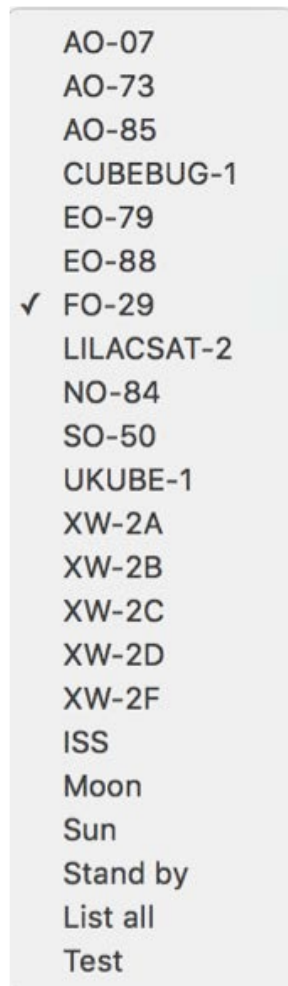 AO-07
AO-73
AO-85
CUBEBUG-1
EO-79
EO-88
✓ FO-29
LILACSAT-2
NO-84
SO-50
UKUBE-1
XW-2A
XW-2B
XW-2C
XW-2D
XW-2F
ISS
Moon
Sun
Stand by
List all
Test